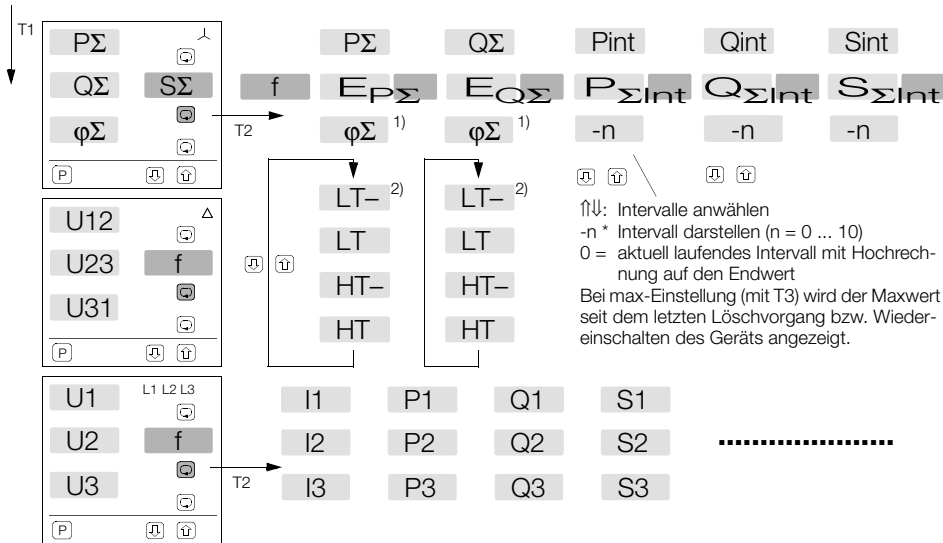 T1
PΣ
QΣ SΣ
φΣ
P
T2
f
PΣ QΣ Pint Qint Sint
EPΣ EQΣ PΣInt QΣInt SΣInt
φΣ 1) φΣ 1) -n -n -n
LT– 2) LT– 2)
LT LT
HT– HT–
HT HT
⇑⇓: Intervalle anwählen
-n * Intervall darstellen (n = 0 ... 10)
0 = aktuell laufendes Intervall mit Hochrech-
nung auf den Endwert
Bei max-Einstellung (mit T3) wird der Maxwert
seit dem letzten Löschvorgang bzw. Wieder-
einschalten des Geräts angezeigt.
U12
U23 f
U31
P
U1 L1 L2 L3
U2 f
U3
P
T2
I1 P1 Q1 S1
I2 P2 Q2 S2 ......................
I3 P3 Q3 S3